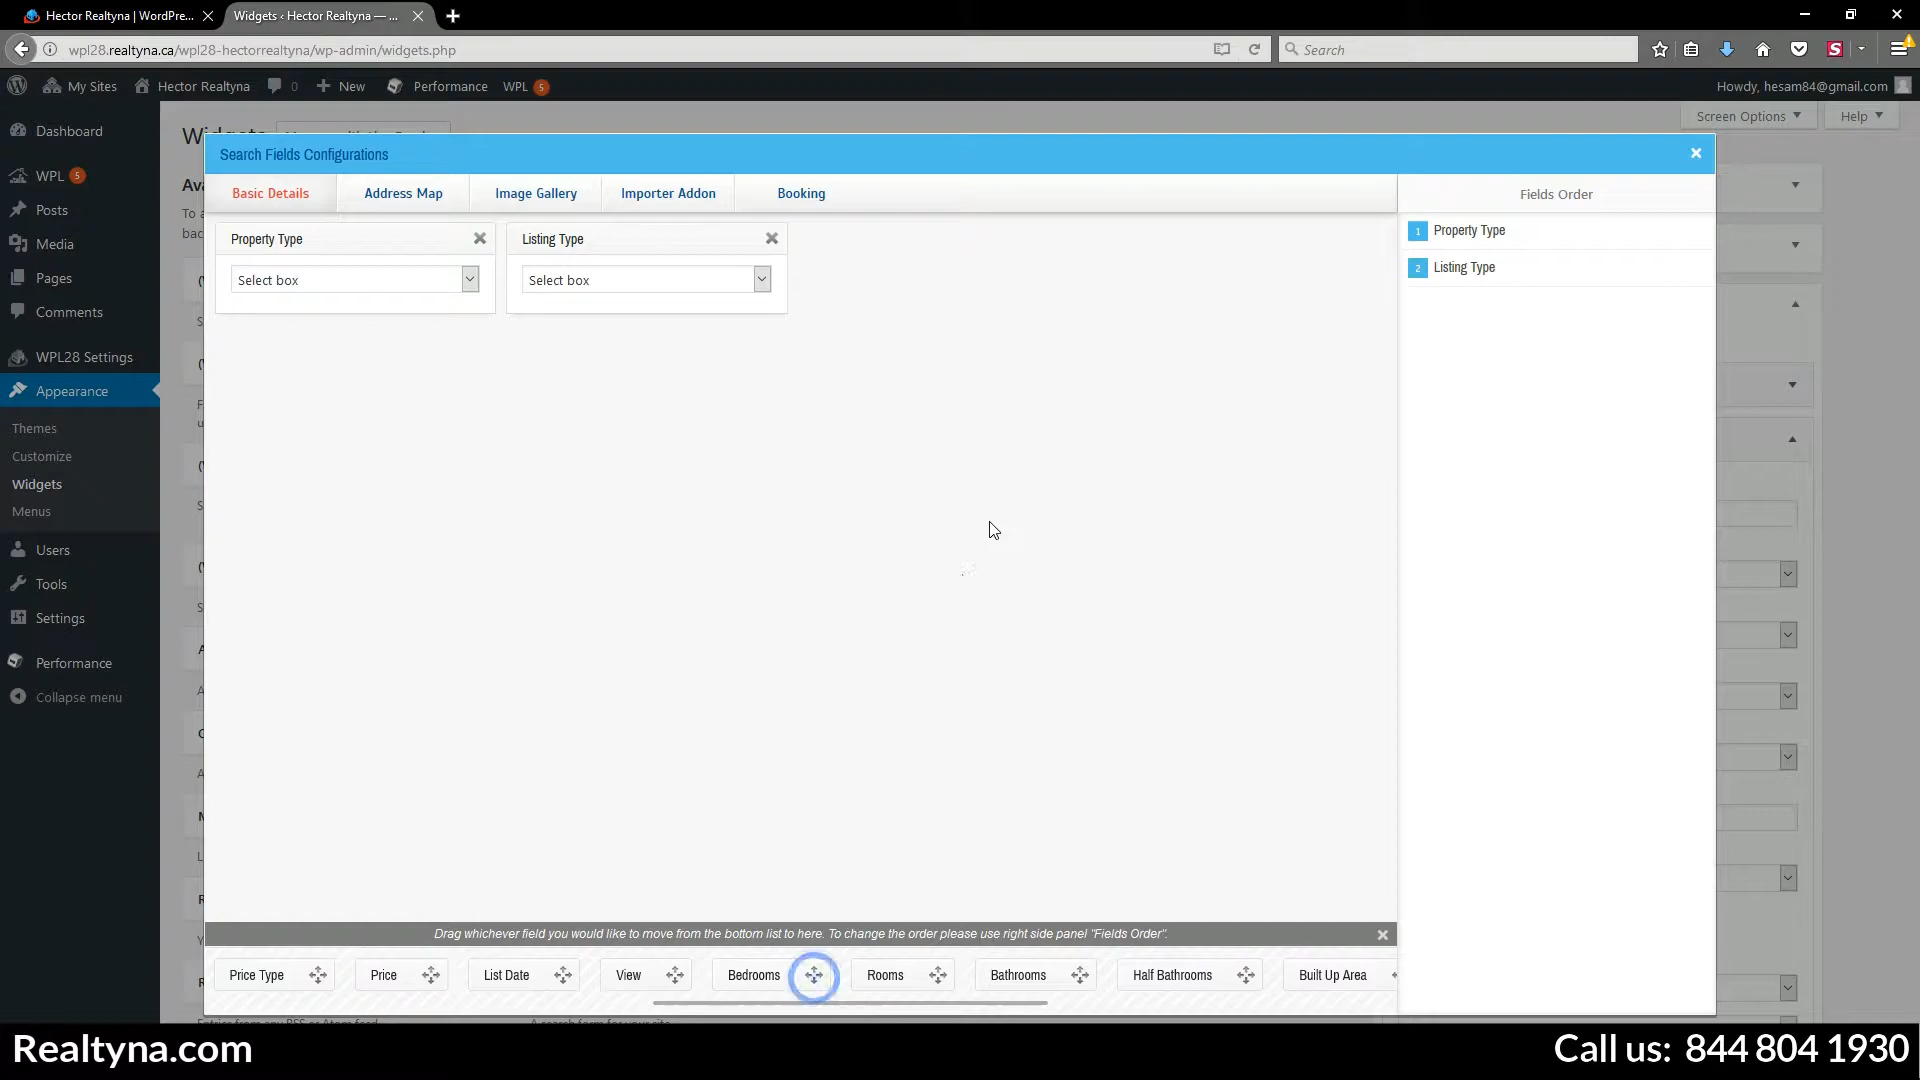 Hector Realtyna | WordPre...
Widgets ‹ Hector Realtyna — ...
wpl28.realtyna.ca/wpl28-hectorrealtyna/wp-admin/widgets.php
Search
My Sites
Hector Realtyna
0
New
Performance
WPL 5
Howdy, hesam84@gmail.com
Screen Options
Help
Dashboard
WPL 5
Posts
Media
Pages
Comments
WPL28 Settings
Appearance
Themes
Customize
Widgets
Menus
Users
Tools
Settings
Performance
Collapse menu
Search Fields Configurations
Basic Details
Address Map
Image Gallery
Importer Addon
Booking
Fields Order
Property Type
Select box
Listing Type
Select box
1 Property Type
2 Listing Type
Drag whichever field you would like to move from the bottom list to here. To change the order please use right side panel "Fields Order".
Price Type
Price
List Date
View
Bedrooms
Rooms
Bathrooms
Half Bathrooms
Built Up Area
Realtyna.com
Call us: 844 804 1930